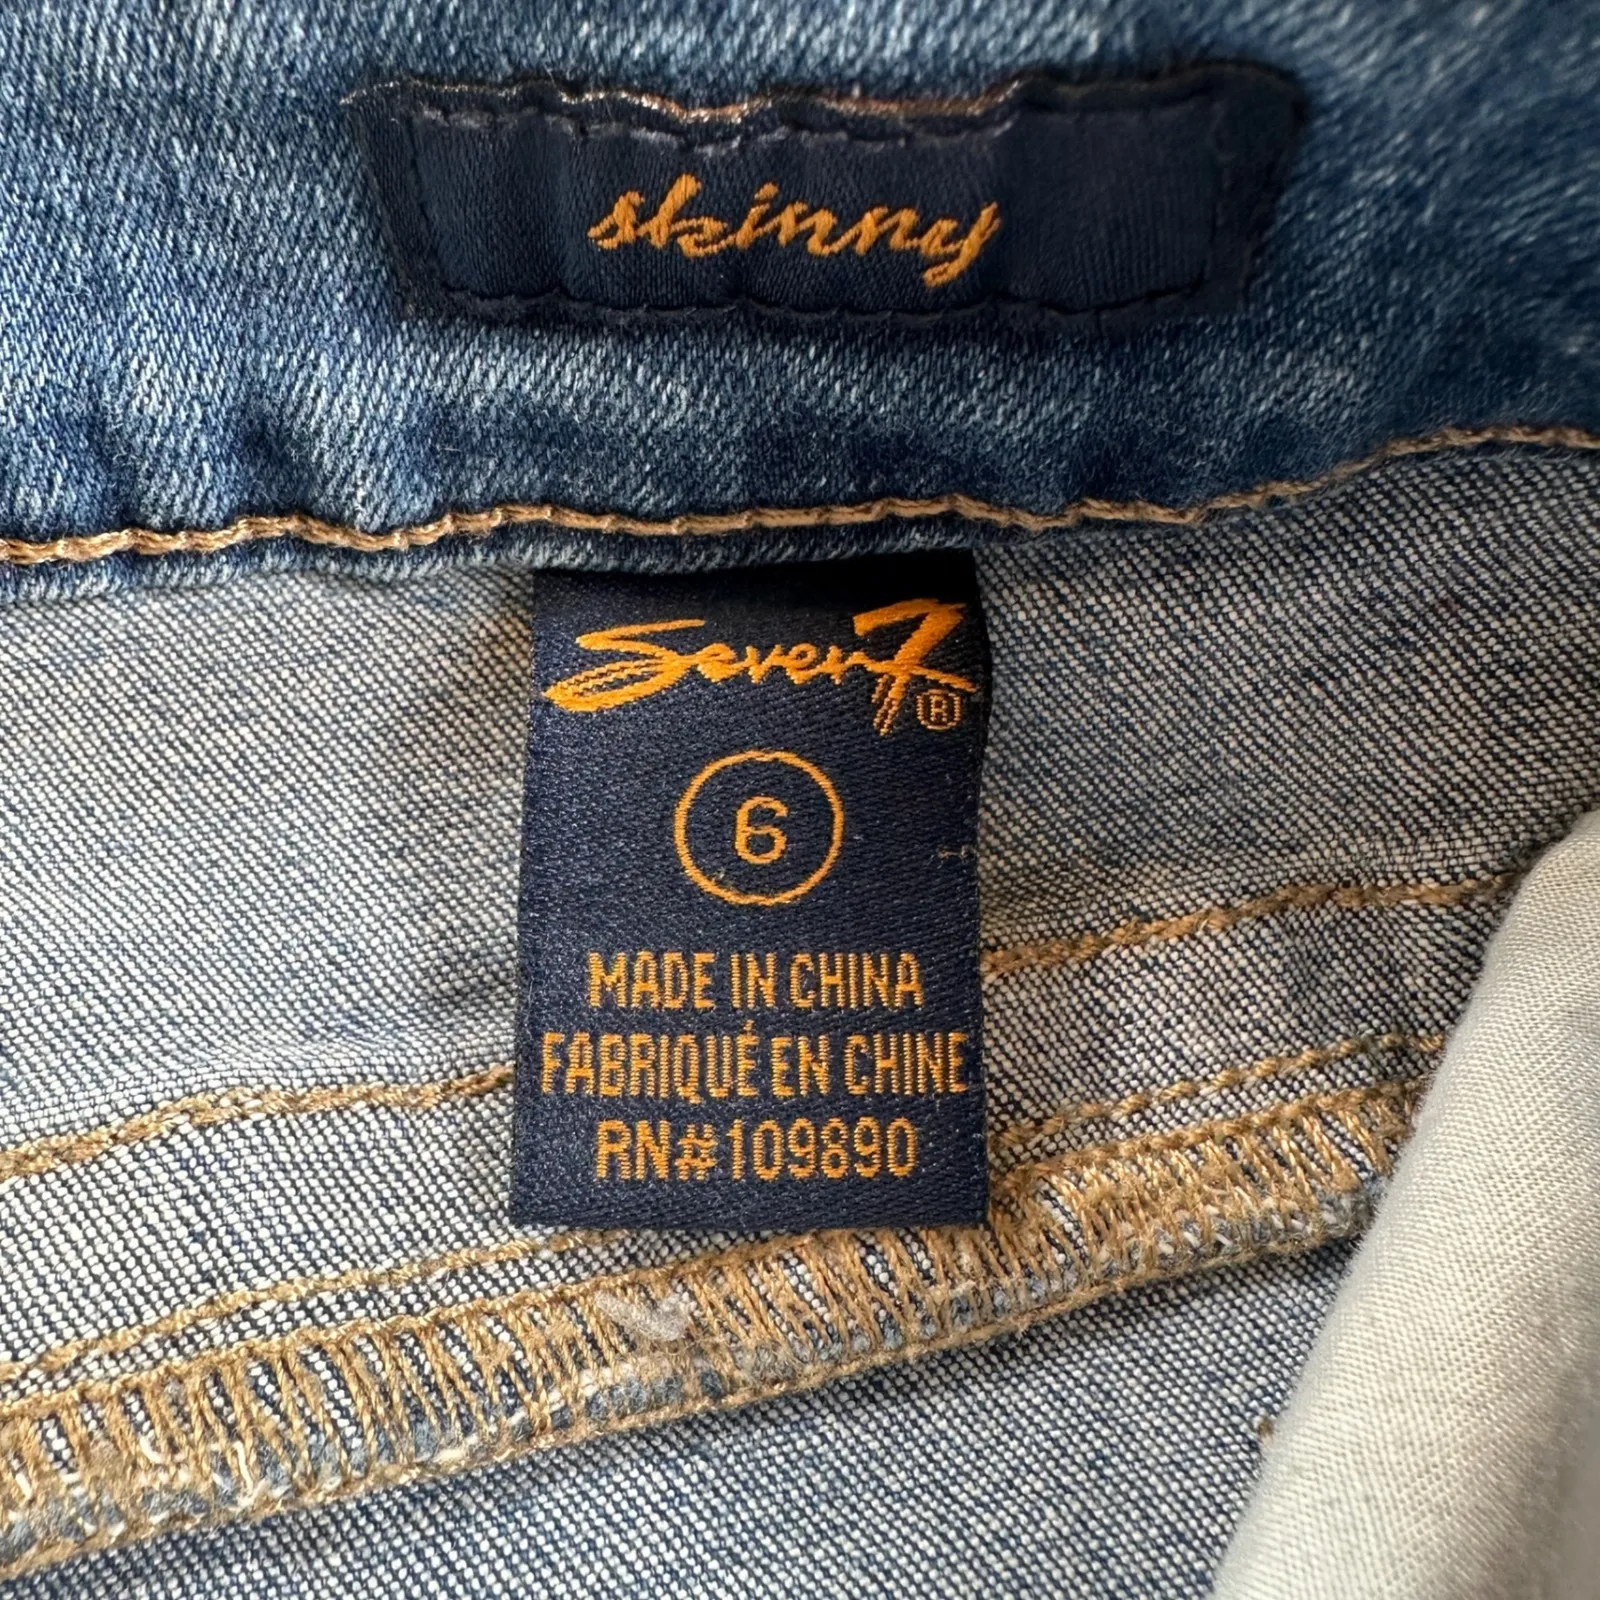 skinny
Seven7®
6
MADE IN CHINA
FABRIQUÉ EN CHINE
RN#109890